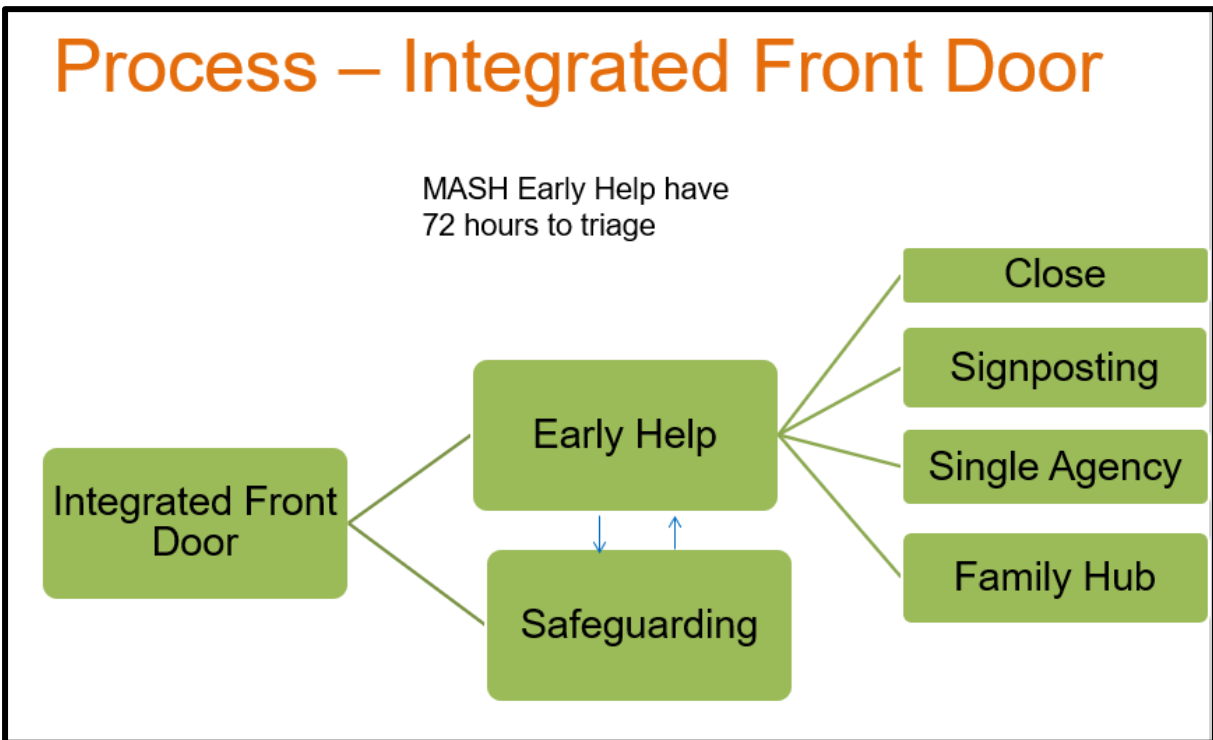 Process – Integrated Front Door
MASH Early Help have
72 hours to triage
Integrated Front
Door
Early Help
Safeguarding
Close
Signposting
Single Agency
Family Hub